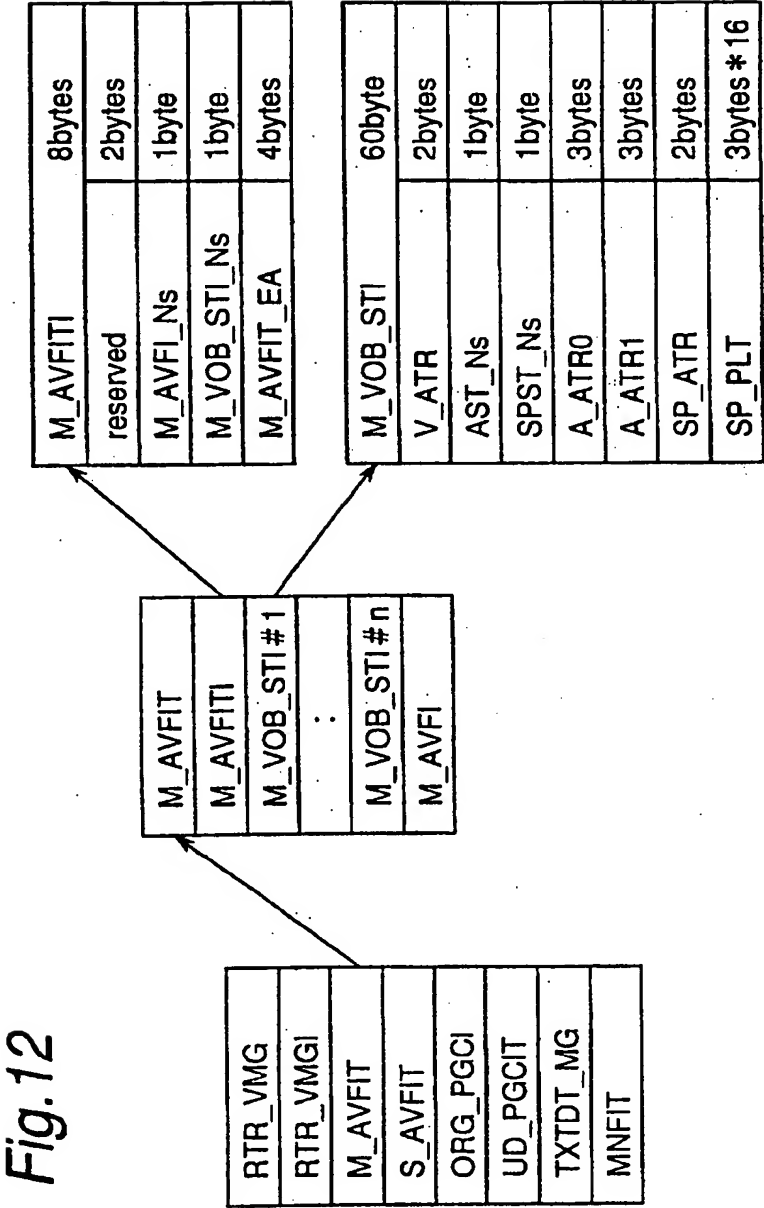 Fig.12
RTR_VMG
RTR_VMGI
M_AVFIT
S_AVFIT
ORG_PGCI
UD_PGCIT
TXTDT_MG
MNFIT
M_AVFIT
M_AVFITI
M_VOB_STI#1
:
M_VOB_STI#n
M_AVFI
M_AVFITI 8bytes
reserved 2bytes
M_AVFI_Ns 1byte
M_VOB_STI_Ns 1byte
M_AVFIT_EA 4bytes
M_VOB_STI 60byte
V_ATR 2bytes
AST_Ns 1byte
SPST_Ns 1byte
A_ATR0 3bytes
A_ATR1 3bytes
SP_ATR 2bytes
SP_PLT 3bytes*16